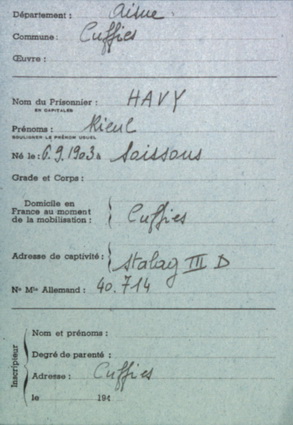 Département : Aisne
Commune : Cuffies
Œuvre :
Nom du Prisonnier : HAVY
EN CAPITALES
Prénoms : Rieul
SOULIGNER LA PRÉNOM USUEL
Né le : 6.9.1903 à Soissons
Grade et Corps :
Domicile en
France au moment
de la mobilisation : Cuffies
Adresse de captivité : Stalag III D
Nº Mle Allemand : 40.714
Inscripteur
Nom et prénoms :
Degré de parenté :
Adresse : Cuffies
le 194